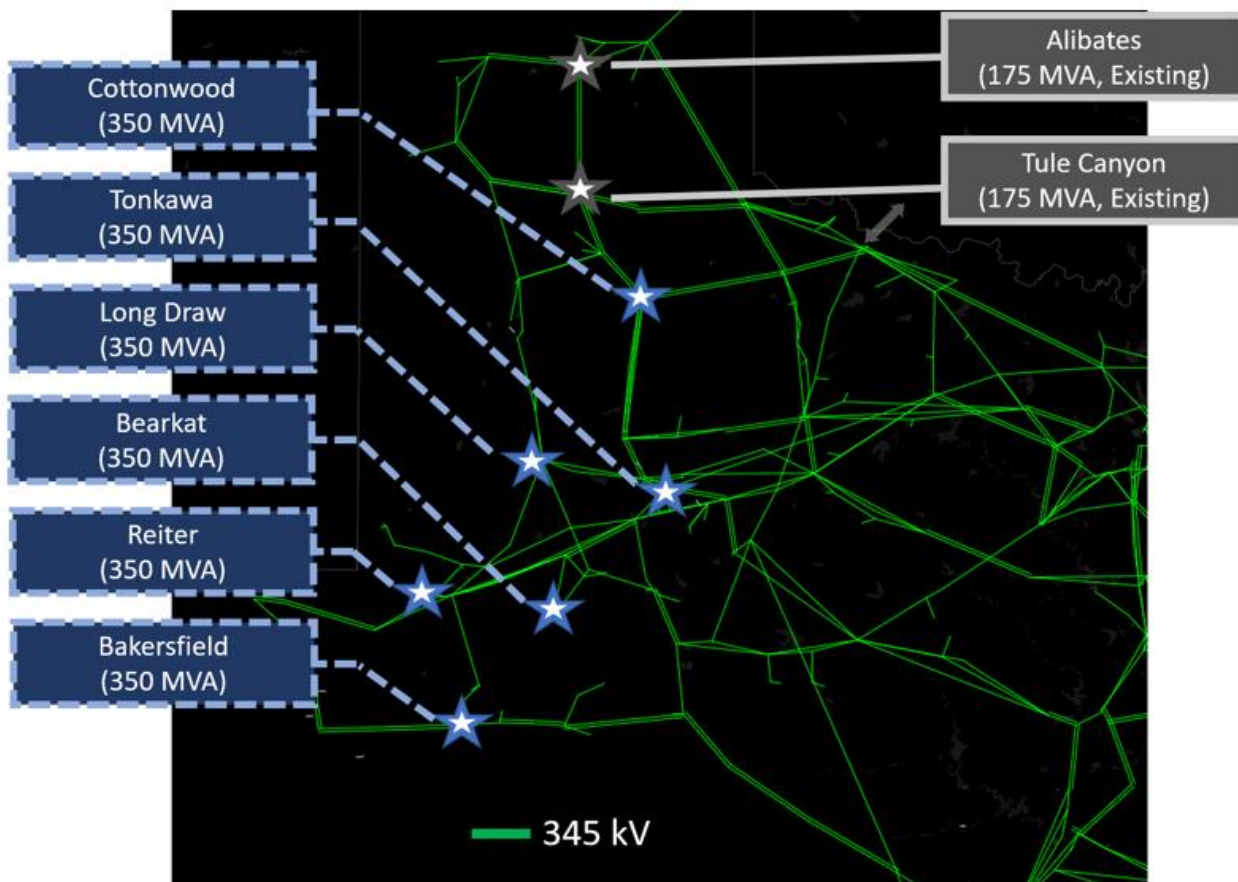 Cottonwood
(350 MVA)
Tonkawa
(350 MVA)
Long Draw
(350 MVA)
Bearkat
(350 MVA)
Reiter
(350 MVA)
Bakersfield
(350 MVA)
Alibates
(175 MVA, Existing)
Tule Canyon
(175 MVA, Existing)
345 kV